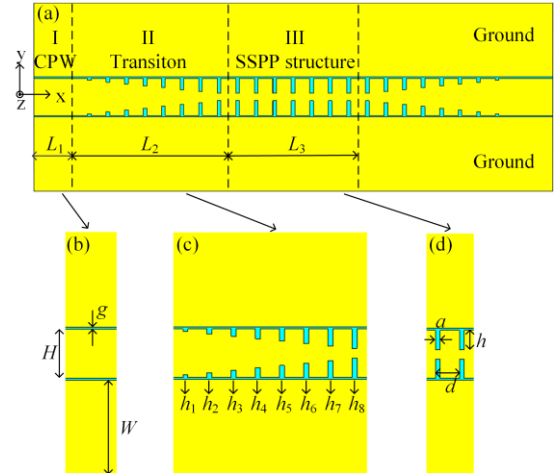 (a)
I II III Ground
CPW Transiton SSPP structure
y
x
z
L1 L2 L3
Ground
(b) (c) (d)
g
H
W
h1 h2 h3 h4 h5 h6 h7 h8
a
h
d